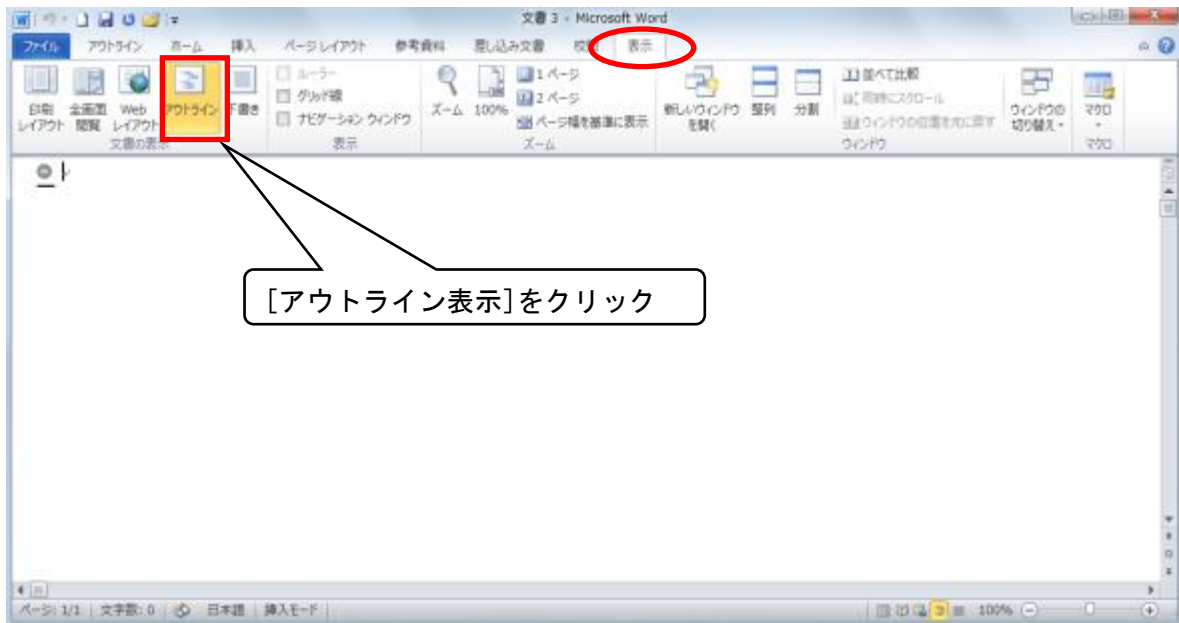 文書 3 - Microsoft Word
ファイル アウトライン ホーム 挿入 ページ レイアウト 参考資料 差し込み文書 校閲 表示
印刷 レイアウト
全画面 閲覧
Web レイアウト
アウトライン
下書き
文書の表示
ルーラー
グリッド線
ナビゲーション ウィンドウ
表示
ズーム
100%
1 ページ
2 ページ
ページ幅を基準に表示
ズーム
新しいウィンドウ を開く
整列
分割
並べて比較
同時にスクロール
ウィンドウの位置を元に戻す
ウィンドウの 切り替え
ウィンドウ
マクロ
マクロ
[アウトライン表示]をクリック
ページ: 1/1 文字数: 0 日本語 挿入モード 100%